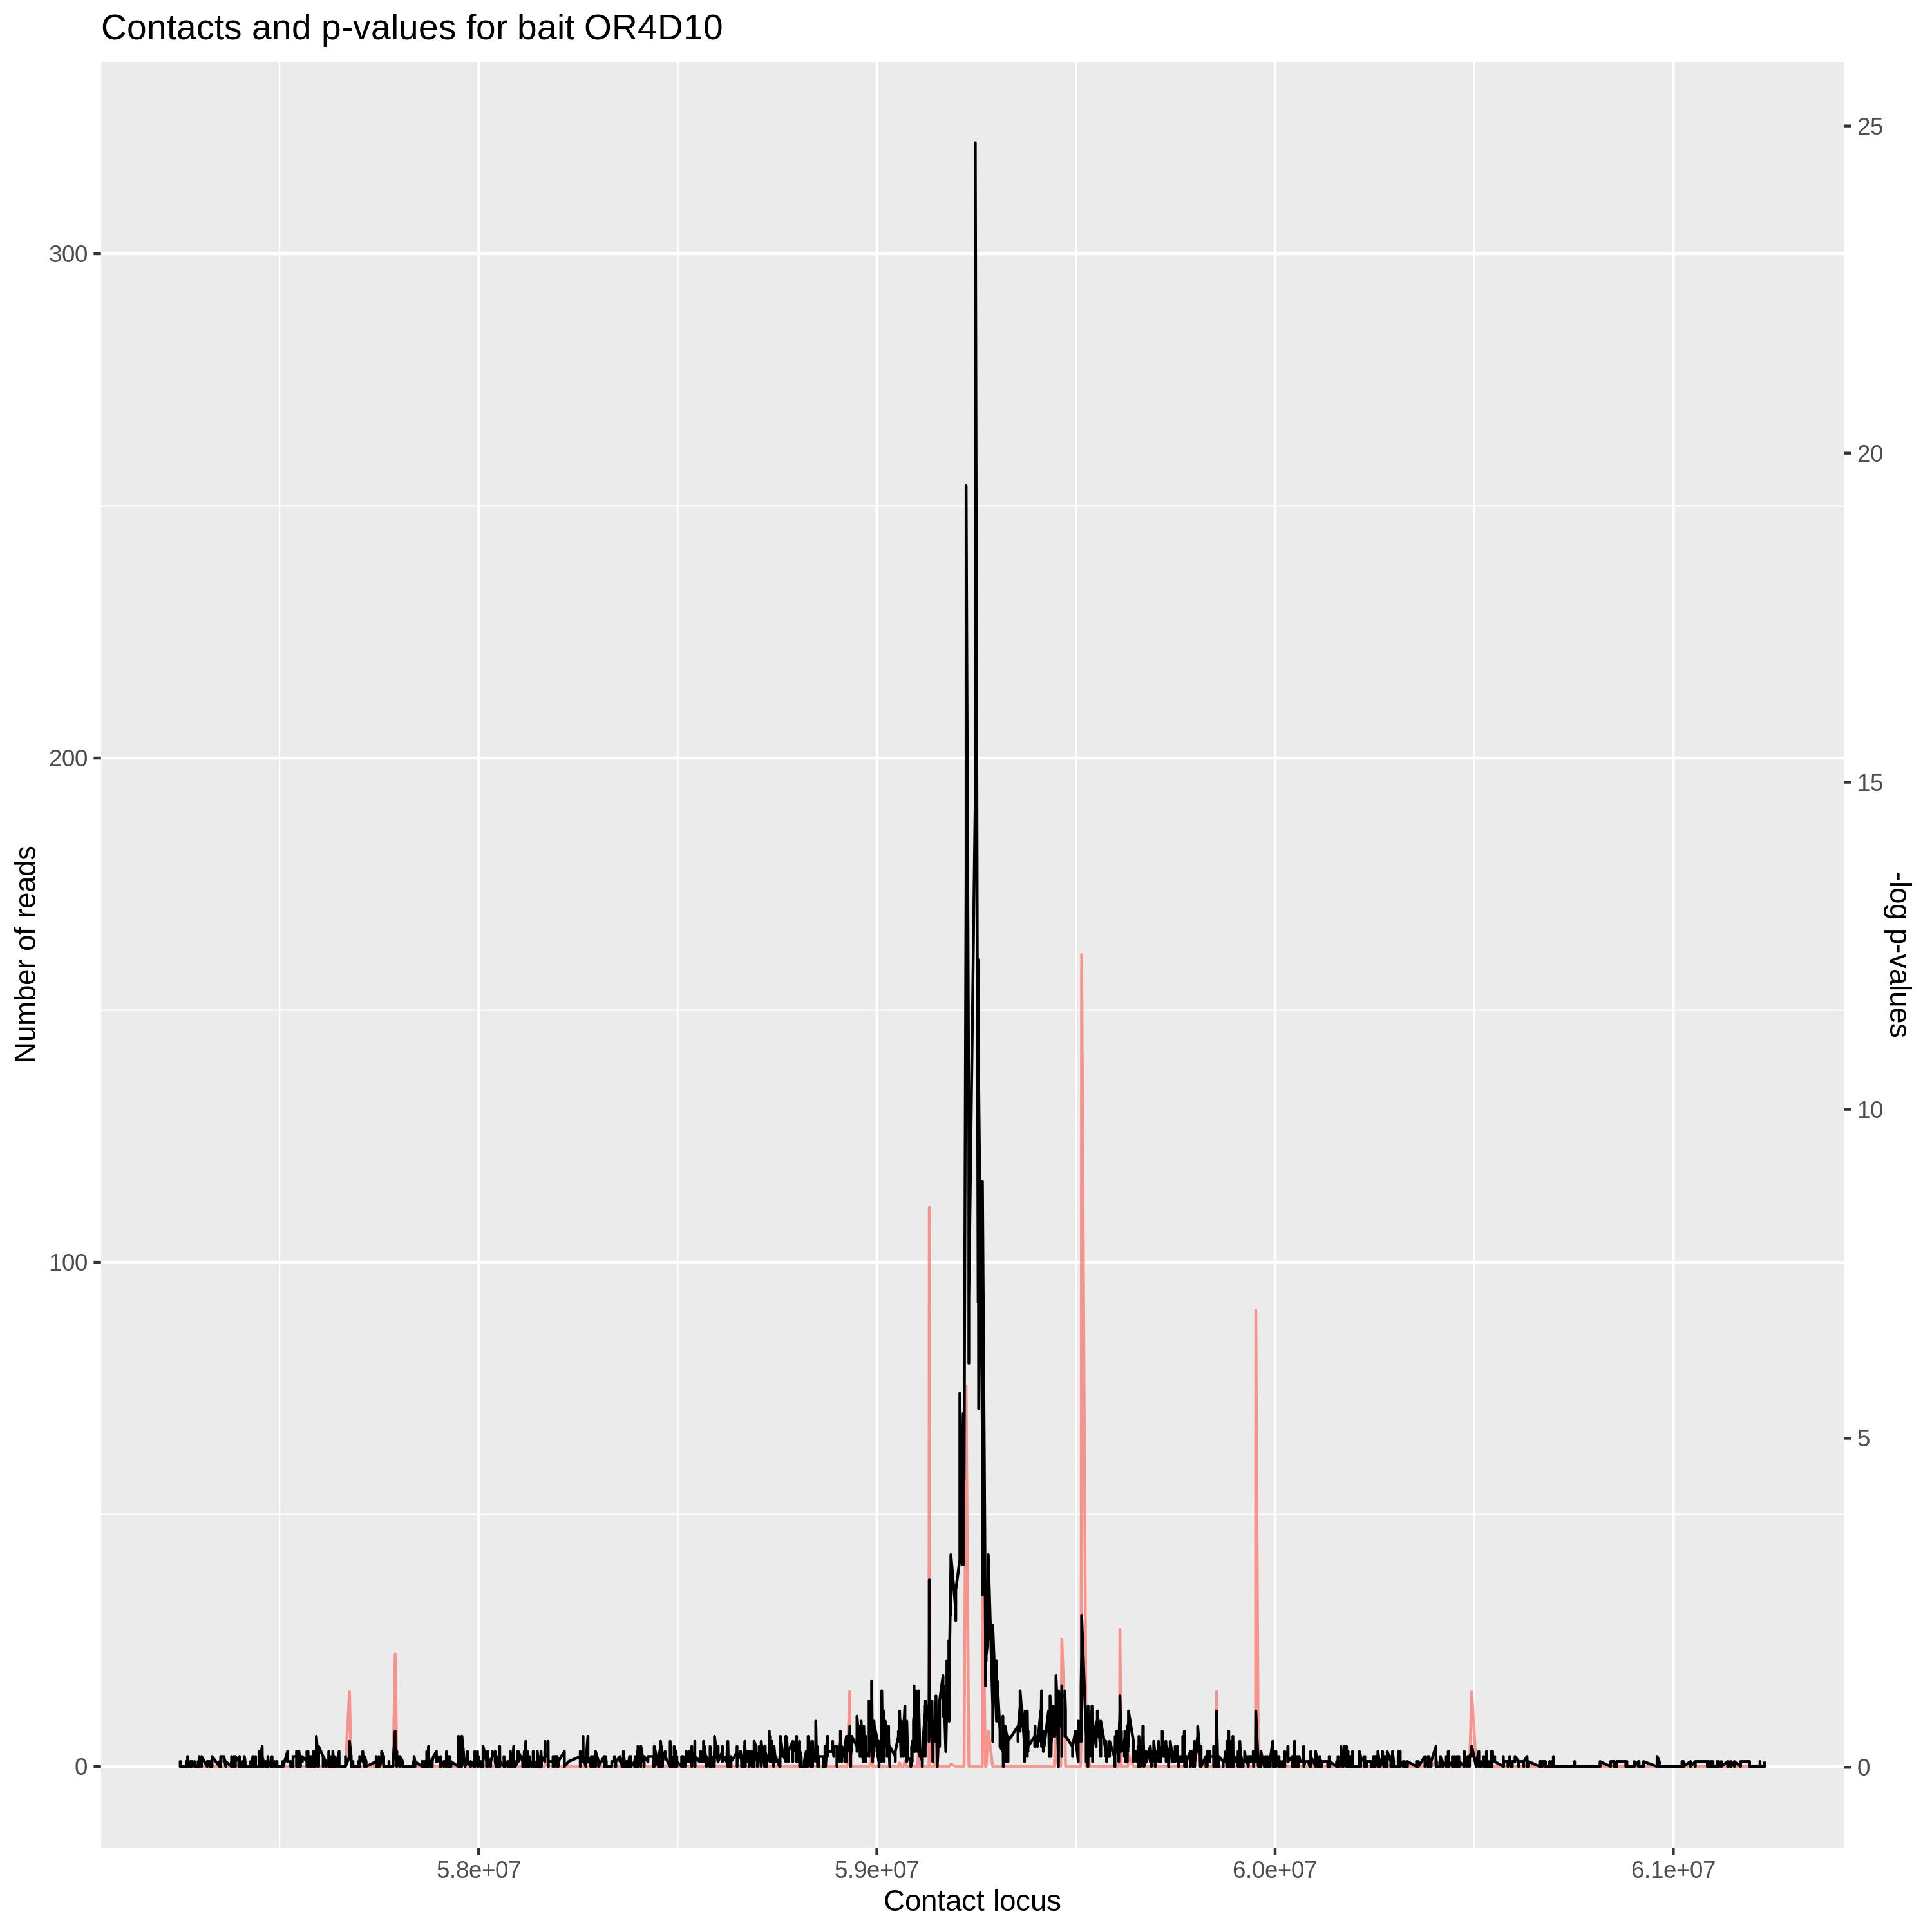 Contacts and p-values for bait OR4D10
300
200
100
0
Number of reads
25
20
15
10
5
0
-log p-values
5.8e+07
5.9e+07
6.0e+07
6.1e+07
Contact locus